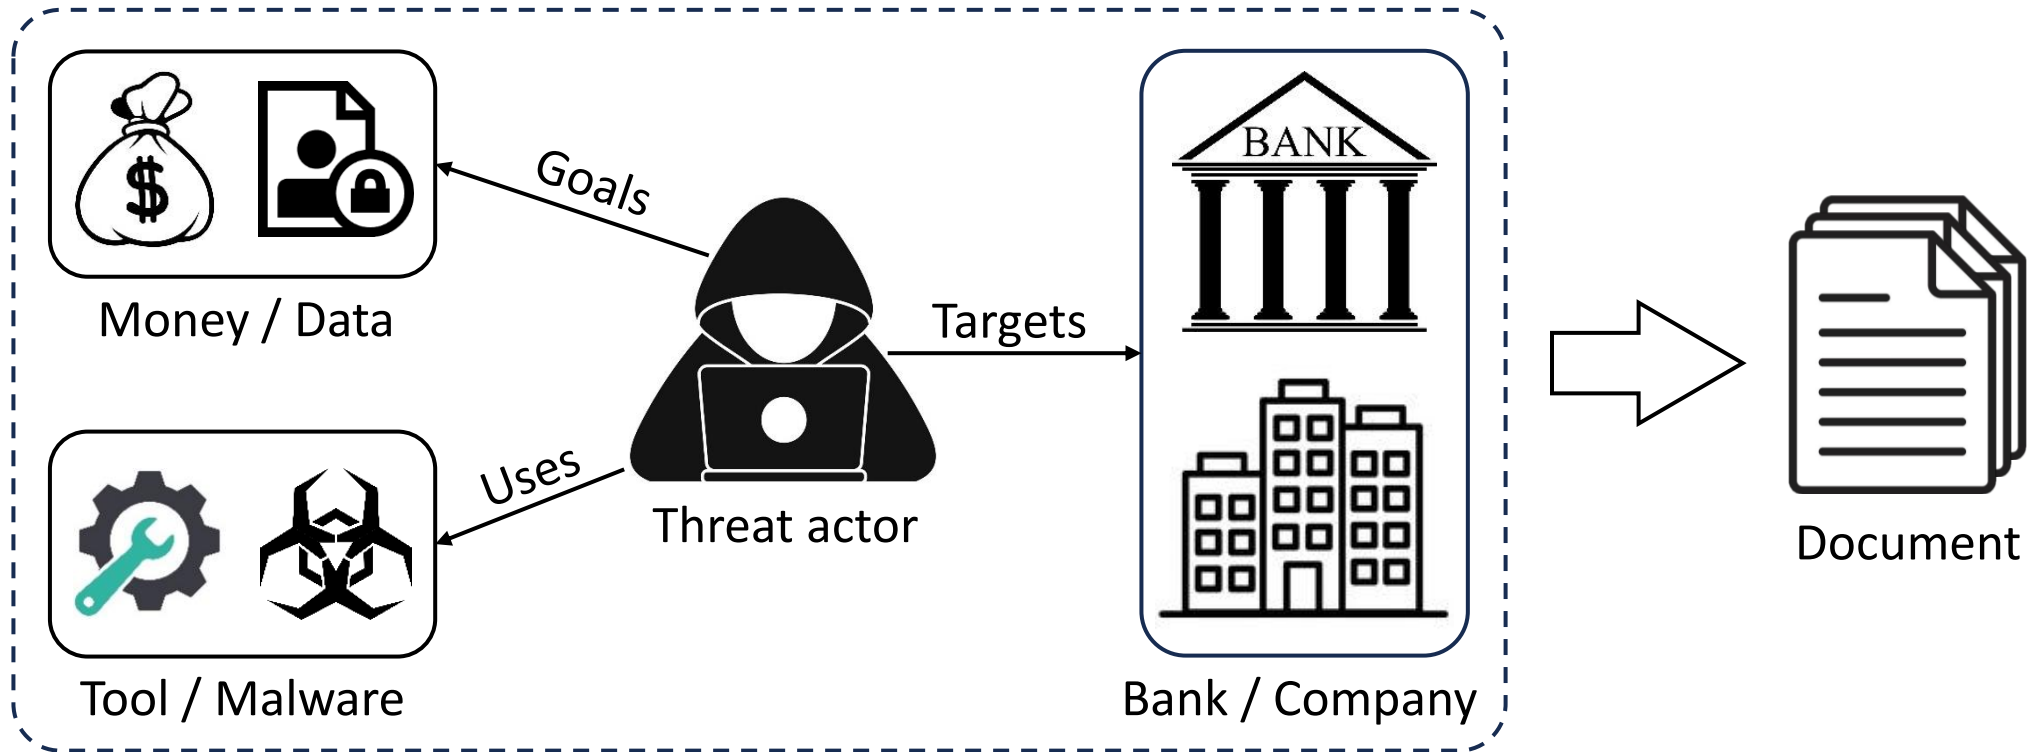 $
Money / Data
Goals
Uses
Tool / Malware
Threat actor
Targets
BANK
Bank / Company
Document